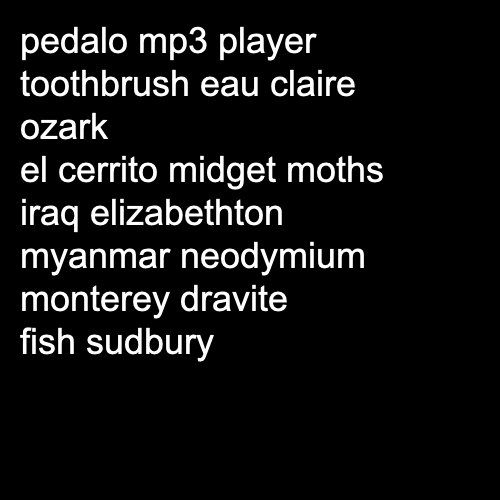 pedalo mp3 player
toothbrush eau claire
ozark
el cerrito midget moths
iraq elizabethton
myanmar neodymium
monterey dravite
fish sudbury